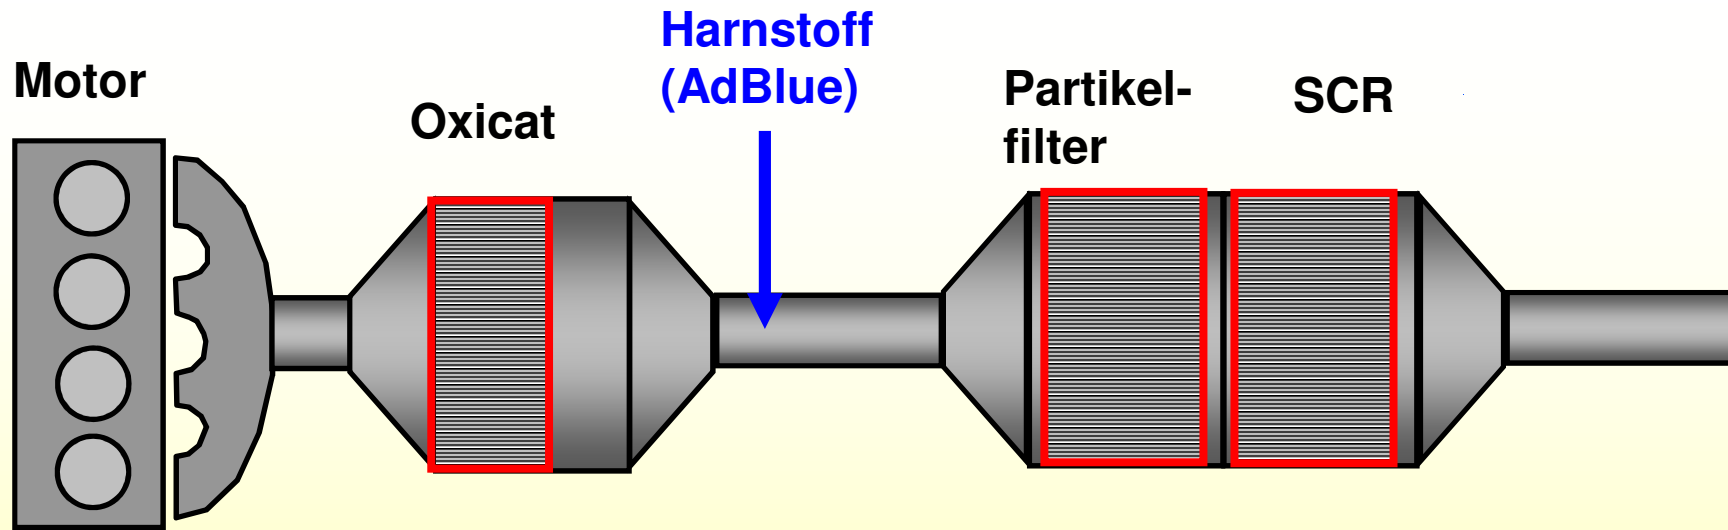 Motor
Oxicat
Harnstoff
(AdBlue)
Partikel-
filter
SCR